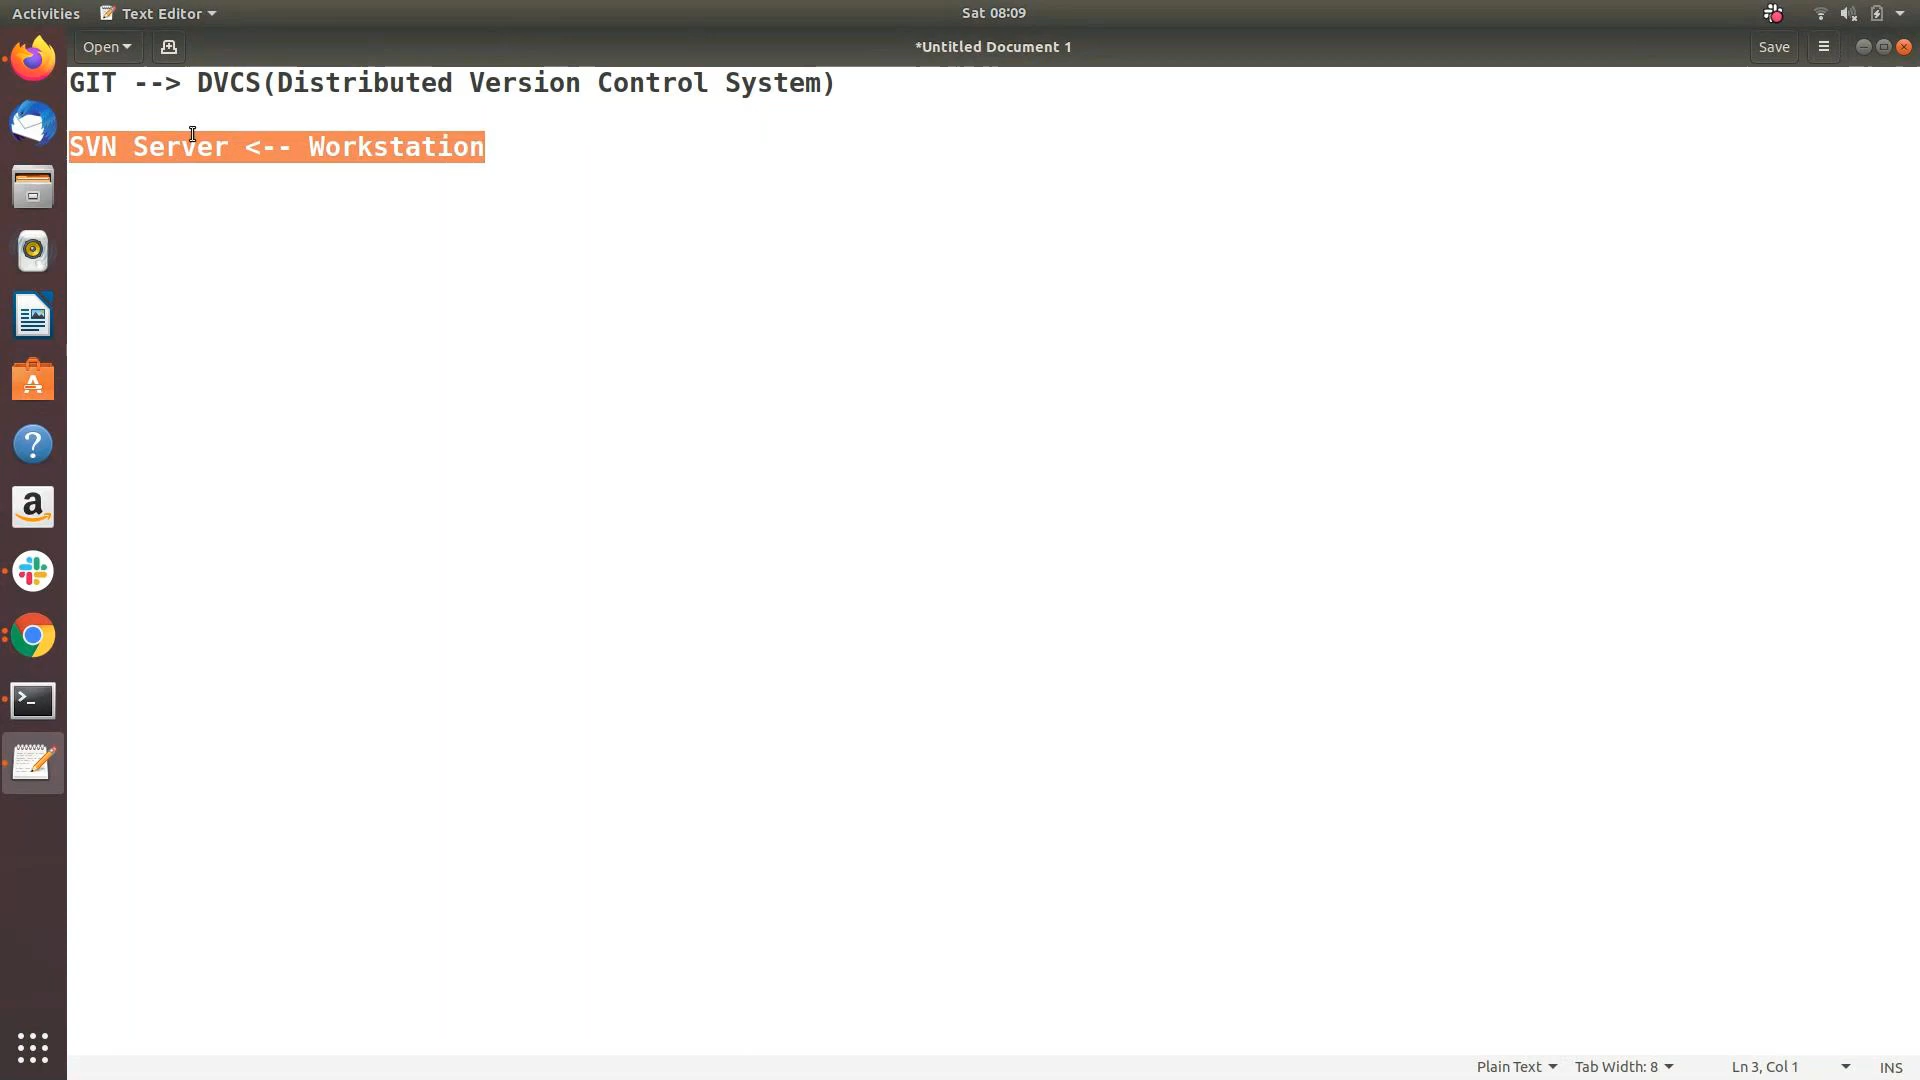 Activities
Text Editor
Sat 08:09
Open
*Untitled Document 1
Save
GIT --> DVCS(Distributed Version Control System)
SVN Server <-- Workstation
Plain Text
Tab Width: 8
Ln 3, Col 1
INS